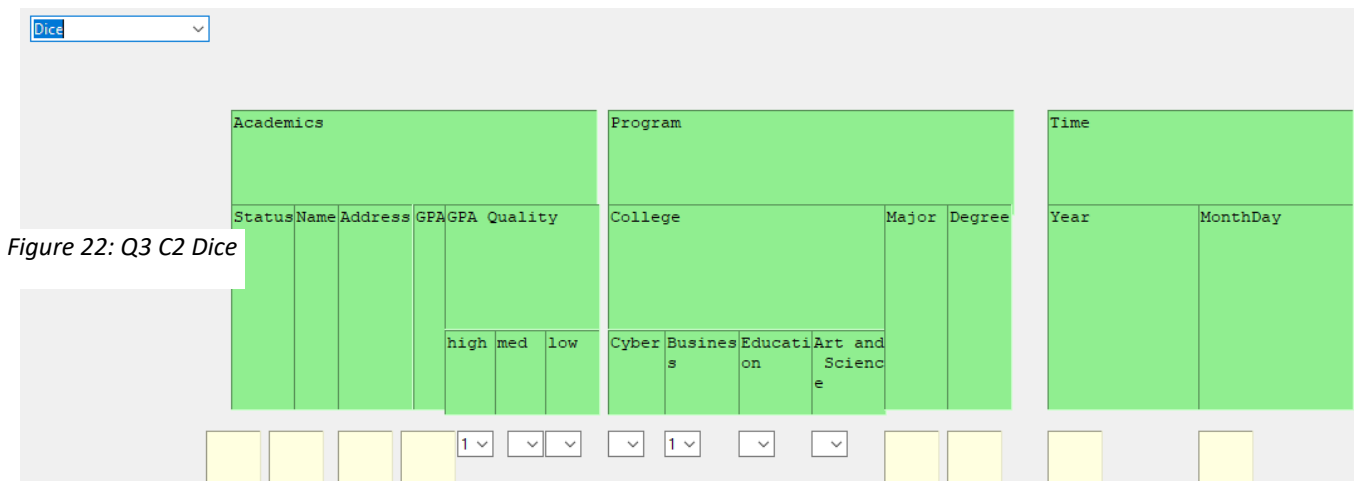 Dice
Academics Program Time
Status Name Address GPA GPA Quality College Major Degree Year MonthDay
Figure 22: Q3 C2 Dice
high med low Cyber Busines Educati Art and
s on Scienc
e
1 1